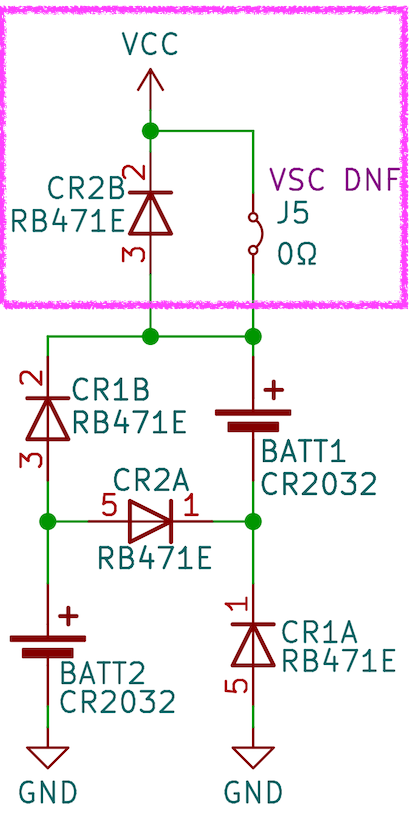 VCC
2
CR2B
RB471E
3
VSC DNF
J5
0Ω
2
CR1B
RB471E
3
+
BATT1
CR2032
CR2A
5 1
RB471E
+
BATT2
CR2032
1
CR1A
RB471E
5
GND
GND